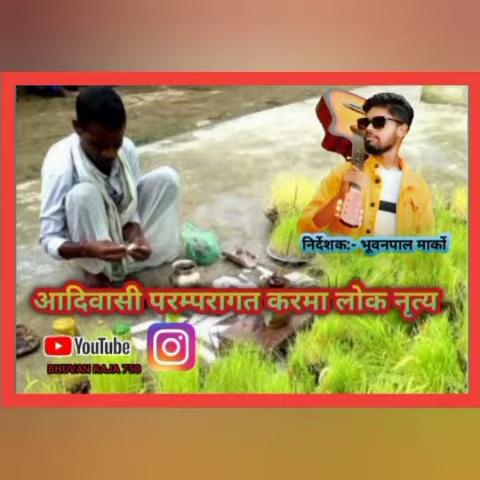 निर्देशक:- भूवनपाल मार्को
आदिवासी परम्परागत करमा लोक नृत्य
YouTube
BHUVAN RAJA 750